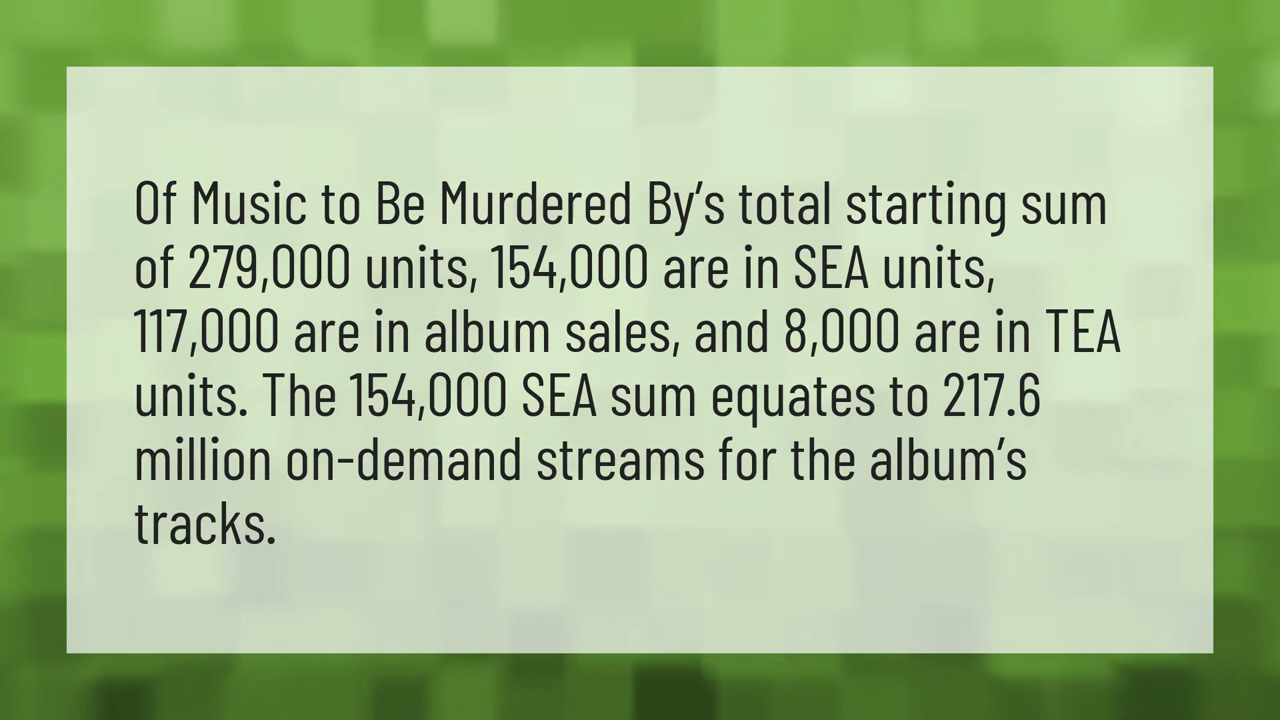 Of Music to Be Murdered By’s total starting sum
of 279,000 units, 154,000 are in SEA units,
117,000 are in album sales, and 8,000 are in TEA
units. The 154,000 SEA sum equates to 217.6
million on-demand streams for the album’s
tracks.